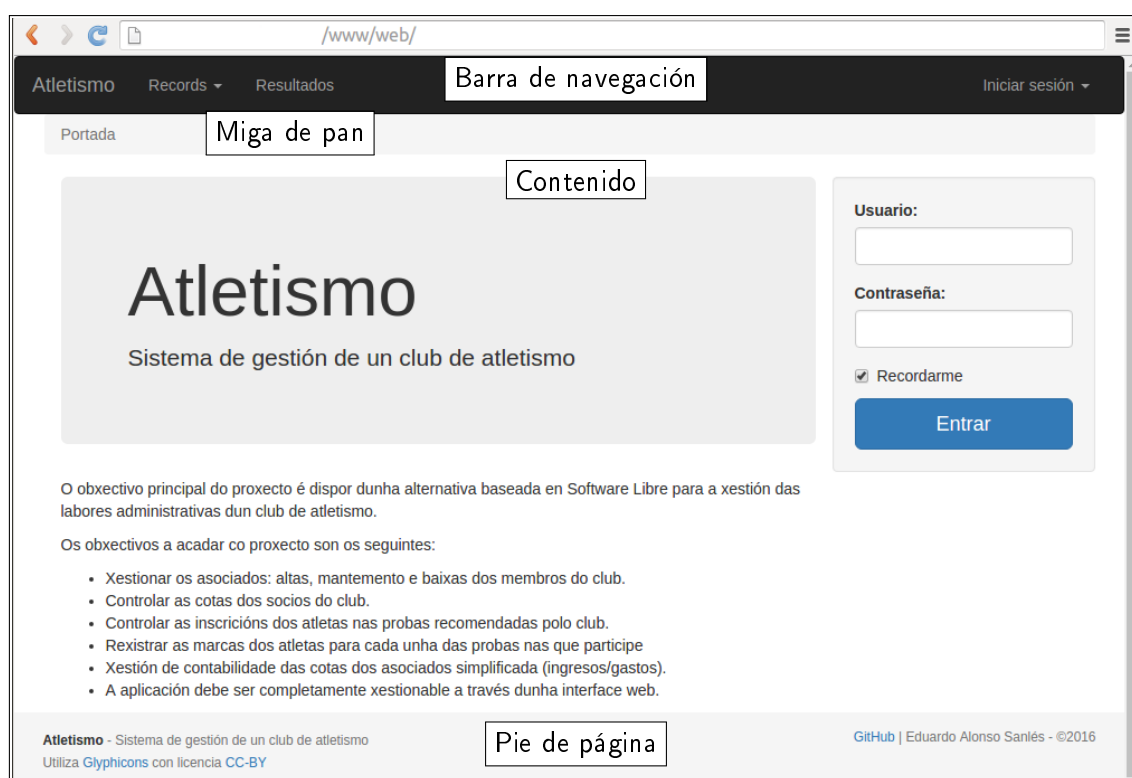 /www/web/
Atletismo Records Resultados Barra de navegación Iniciar sesión
Portada Miga de pan
Contenido
Atletismo
Sistema de gestión de un club de atletismo
Usuario:
Contraseña:
Recordarme
Entrar
O obxectivo principal do proxecto é dispor dunha alternativa baseada en Software Libre para a xestión das
labores administrativas dun club de atletismo.
Os obxectivos a acadar co proxecto son os seguintes:
• Xestionar os asociados: altas, mantemento e baixas dos membros do club.
• Controlar as cotas dos socios do club.
• Controlar as inscricións dos atletas nas probas recomendadas polo club.
• Rexistrar as marcas dos atletas para cada unha das probas nas que participe
• Xestión de contabilidade das cotas dos asociados simplificada (ingresos/gastos).
• A aplicación debe ser completamente xestionable a través dunha interface web.
Atletismo - Sistema de gestión de un club de atletismo
Utiliza Glyphicons con licencia CC-BY
Pie de página
GitHub | Eduardo Alonso Sanlés - ©2016